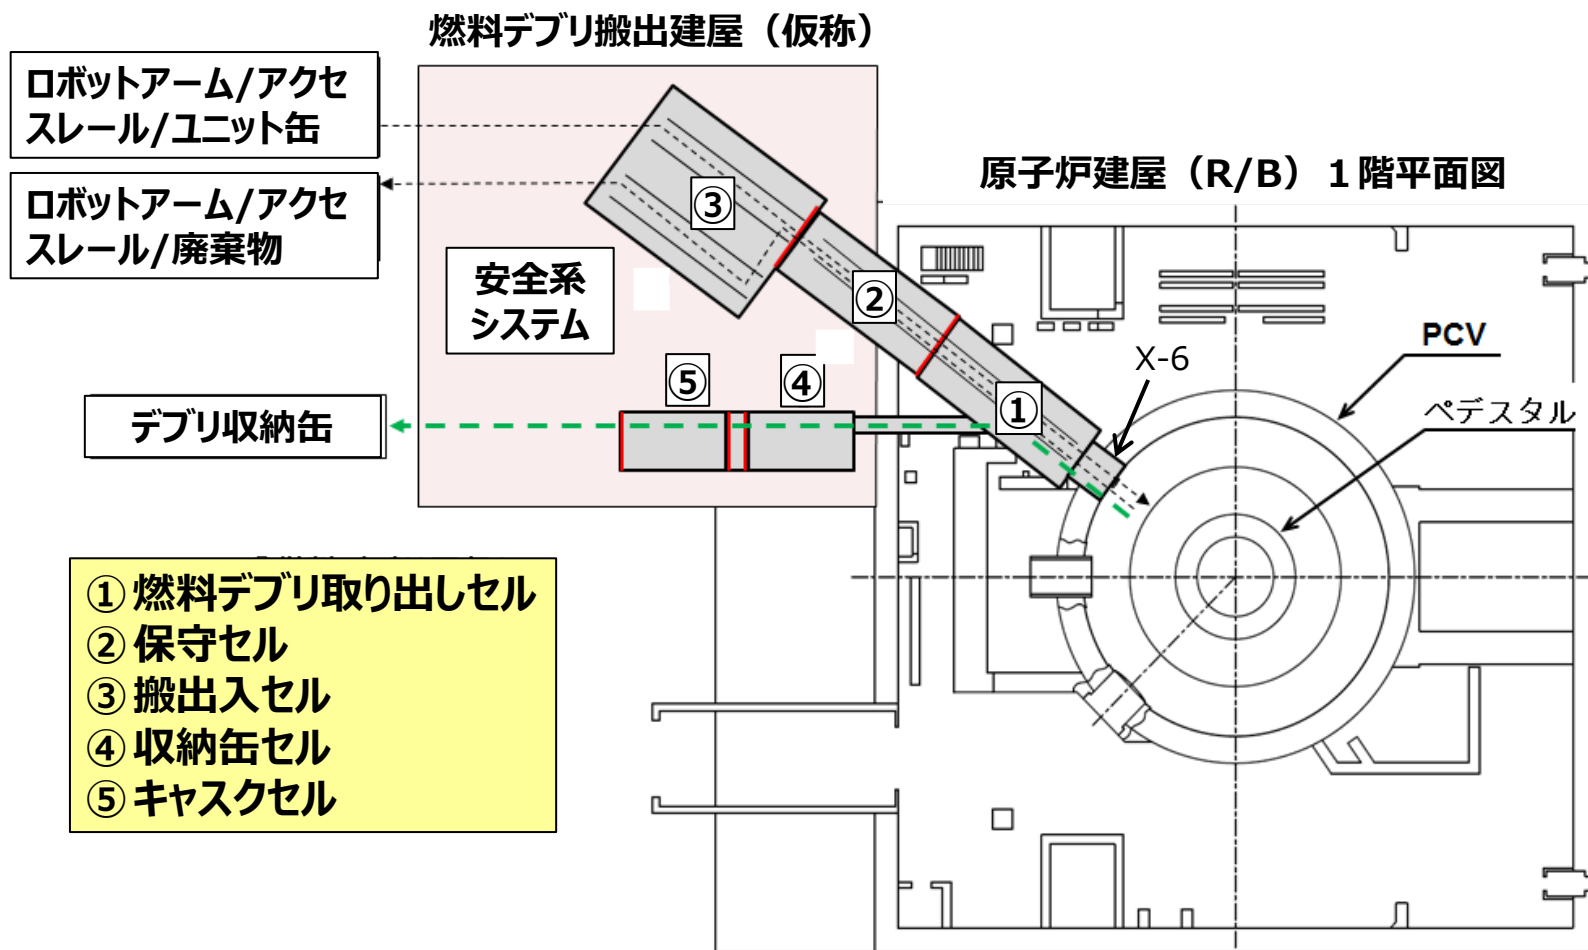 燃料デブリ搬出建屋（仮称）
ロボットアーム/アクセ
スレール/ユニット缶
ロボットアーム/アクセ
スレール/廃棄物
原子炉建屋（R/B）１階平面図
③
安全系
システム
②
PCV
X-6
⑤
④
①
ペデスタル
デブリ収納缶
①燃料デブリ取り出しセル
②保守セル
③搬出入セル
④収納缶セル
⑤キャスクセル